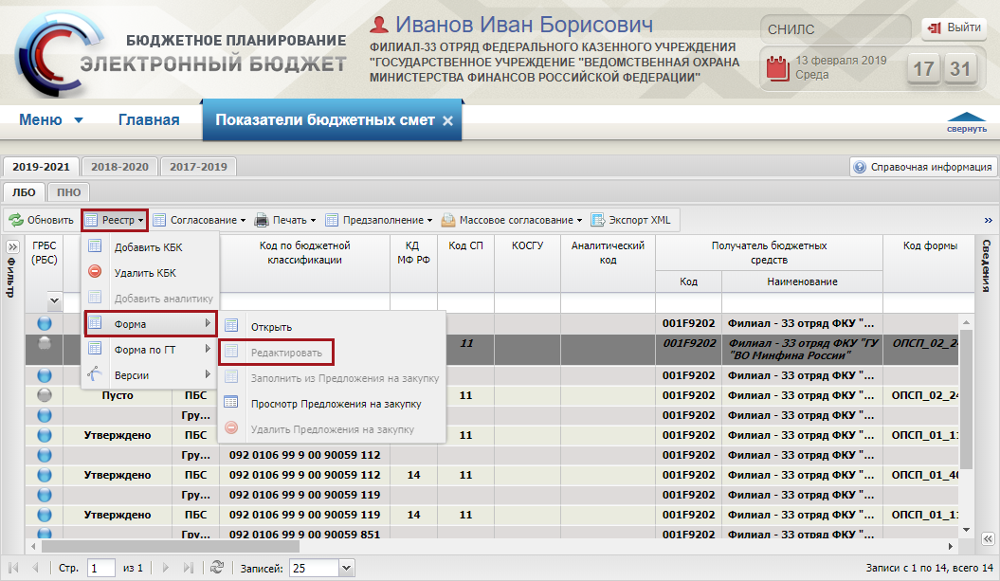 БЮДЖЕТНОЕ ПЛАНИРОВАНИЕ
ЭЛЕКТРОННЫЙ БЮДЖЕТ
Иванов Иван Борисович
ФИЛИАЛ-33 ОТРЯД ФЕДЕРАЛЬНОГО КАЗЕННОГО УЧРЕЖДЕНИЯ
"ГОСУДАРСТВЕННОЕ УЧРЕЖДЕНИЕ "ВЕДОМСТВЕННАЯ ОХРАНА
МИНИСТЕРСТВА ФИНАНСОВ РОССИЙСКОЙ ФЕДЕРАЦИИ"
СНИЛС
Выйти
13 февраля 2019
Среда
17 31
Меню Главная Показатели бюджетных смет
свернуть
2019-2021 2018-2020 2017-2019 Справочная информация
ЛБО ПНО
Обновить Реестр Согласование Печать Предзаполнение Массовое согласование Экспорт XML
Фильтр
ГРБС
(РБС)
Код по бюджетной
классификации
КД
МФ РФ
Код СП
КОСГУ
Аналитический
код
Получатель бюджетных
средств
Код
Наименование
Код формы
Сведения
Добавить КБК
Удалить КБК
Добавить аналитику
Форма
Форма по ГТ
Версии
Открыть
Редактировать
Заполнить из Предложения на закупку
Просмотр Предложения на закупку
Удалить Предложения на закупку
001F9202 Филиал - 33 отряд ФКУ "...
11 001F9202 Филиал - 33 отряд ФКУ "ГУ
"ВО Минфина России" ОПСП_02_24
001F9202 Филиал - 33 отряд ФКУ "...
Пусто ПБС 11 001F9202 Филиал - 33 отряд ФКУ "... ОПСП_02_24
Гру... 001F9202 Филиал - 33 отряд ФКУ "...
Утверждено ПБС 11 001F9202 Филиал - 33 отряд ФКУ "... ОПСП_01_11
Гру... 092 0106 99 9 00 90059 112 001F9202 Филиал - 33 отряд ФКУ "...
Утверждено ПБС 092 0106 99 9 00 90059 112 14 11 001F9202 Филиал - 33 отряд ФКУ "... ОПСП_01_40
Гру... 092 0106 99 9 00 90059 119 001F9202 Филиал - 33 отряд ФКУ "...
Утверждено ПБС 092 0106 99 9 00 90059 119 14 11 001F9202 Филиал - 33 отряд ФКУ "... ОПСП_01_11
Гру... 092 0106 99 9 00 90059 851 001F9202 Филиал - 33 отряд ФКУ "...
Стр. 1 из 1 Записей: 25 Записи с 1 по 14, всего 14